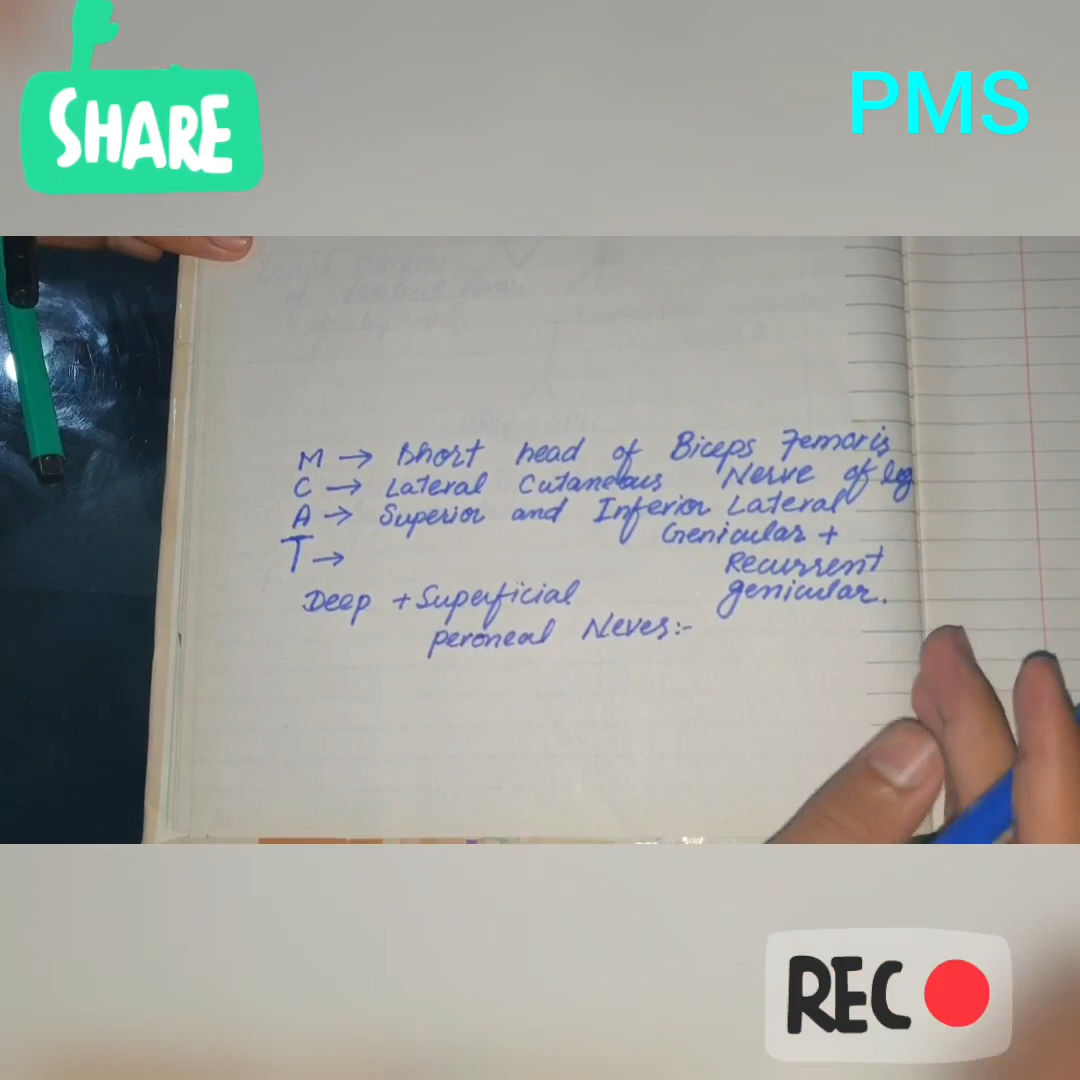 SHARE
PMS
M → Short head of Biceps Femoris
C → Lateral Cutaneous Nerve of leg
A → Superior and Inferior Lateral
Genicular +
T →
Recurrent
genicular.
Deep + Superficial
peroneal Neves:-
REC